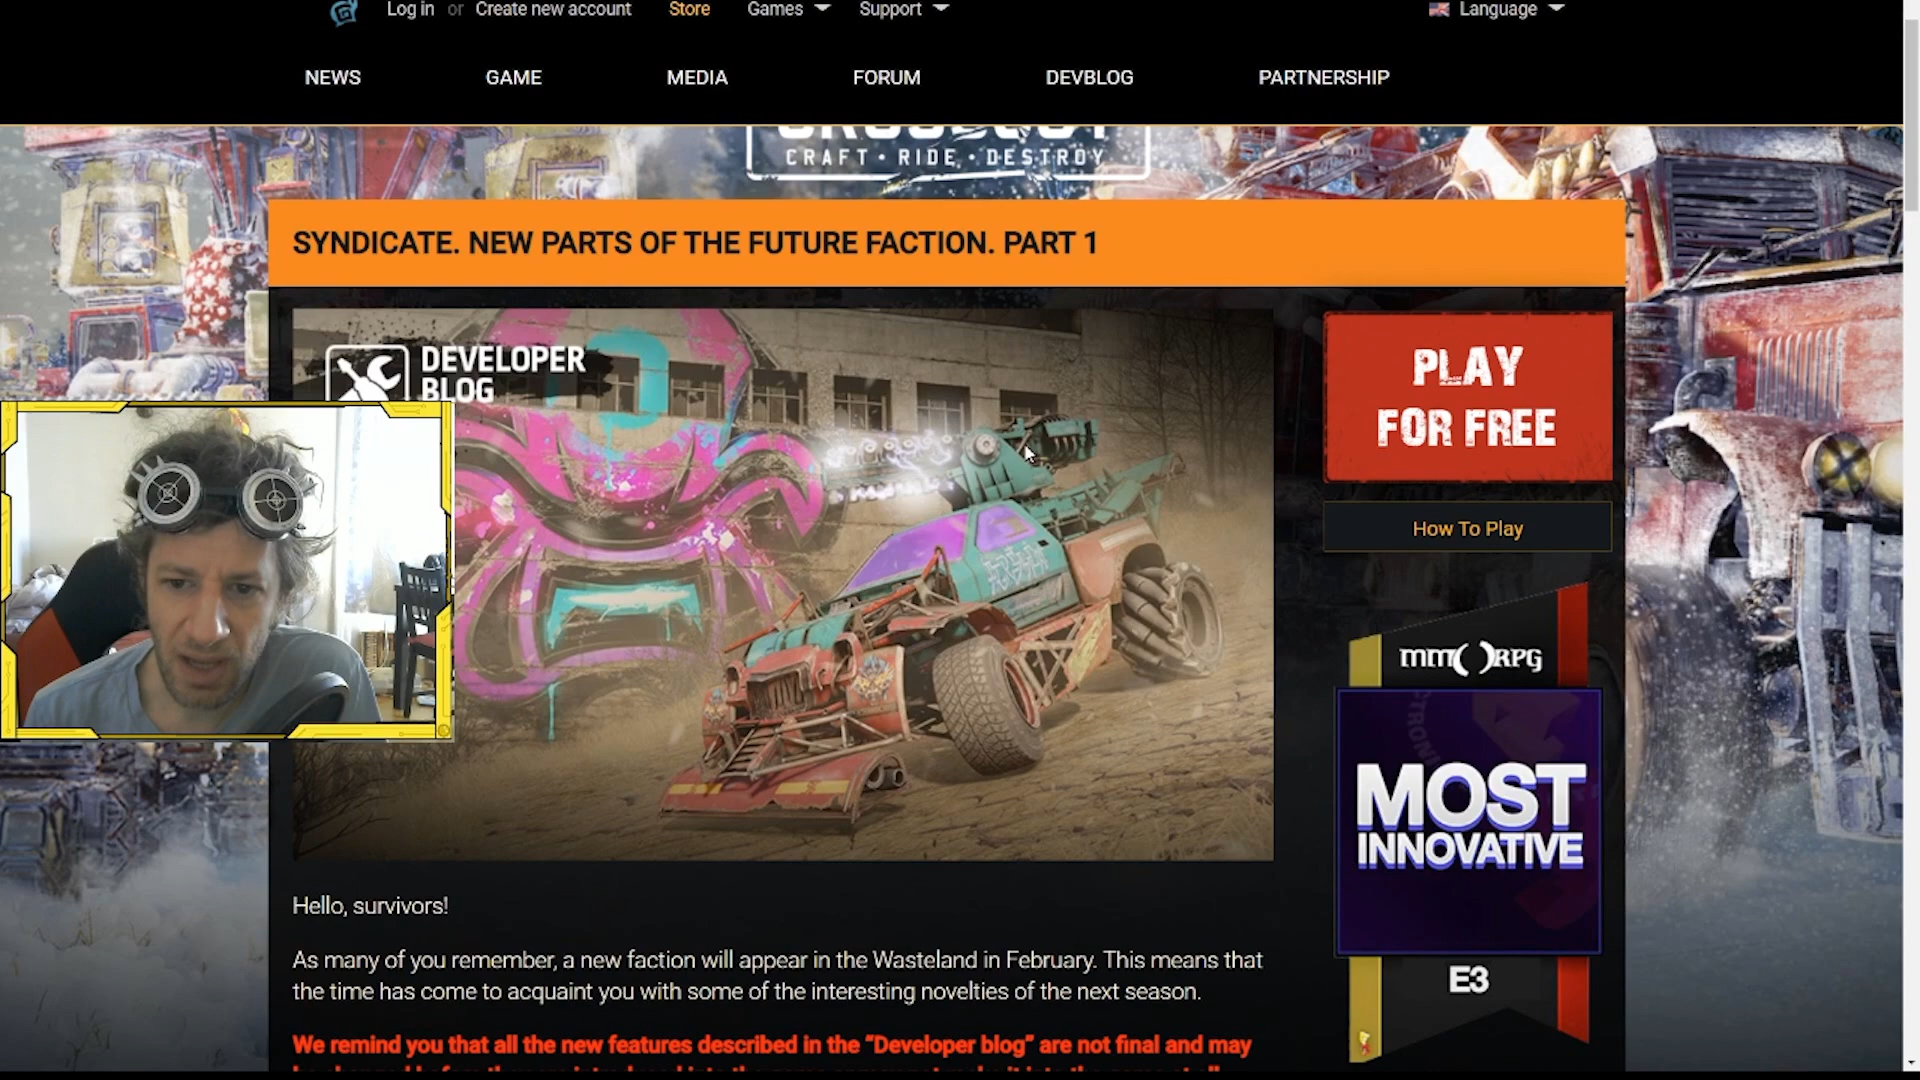 Log in or Create new account Store Games Support Language
NEWS GAME MEDIA FORUM DEVBLOG PARTNERSHIP
CRAFT • RIDE • DESTROY
SYNDICATE. NEW PARTS OF THE FUTURE FACTION. PART 1
DEVELOPER
BLOG
PLAY
FOR FREE
How To Play
MMORPG
MOST
INNOVATIVE
E3
Hello, survivors!
As many of you remember, a new faction will appear in the Wasteland in February. This means that
the time has come to acquaint you with some of the interesting novelties of the next season.
We remind you that all the new features described in the “Developer blog” are not final and may